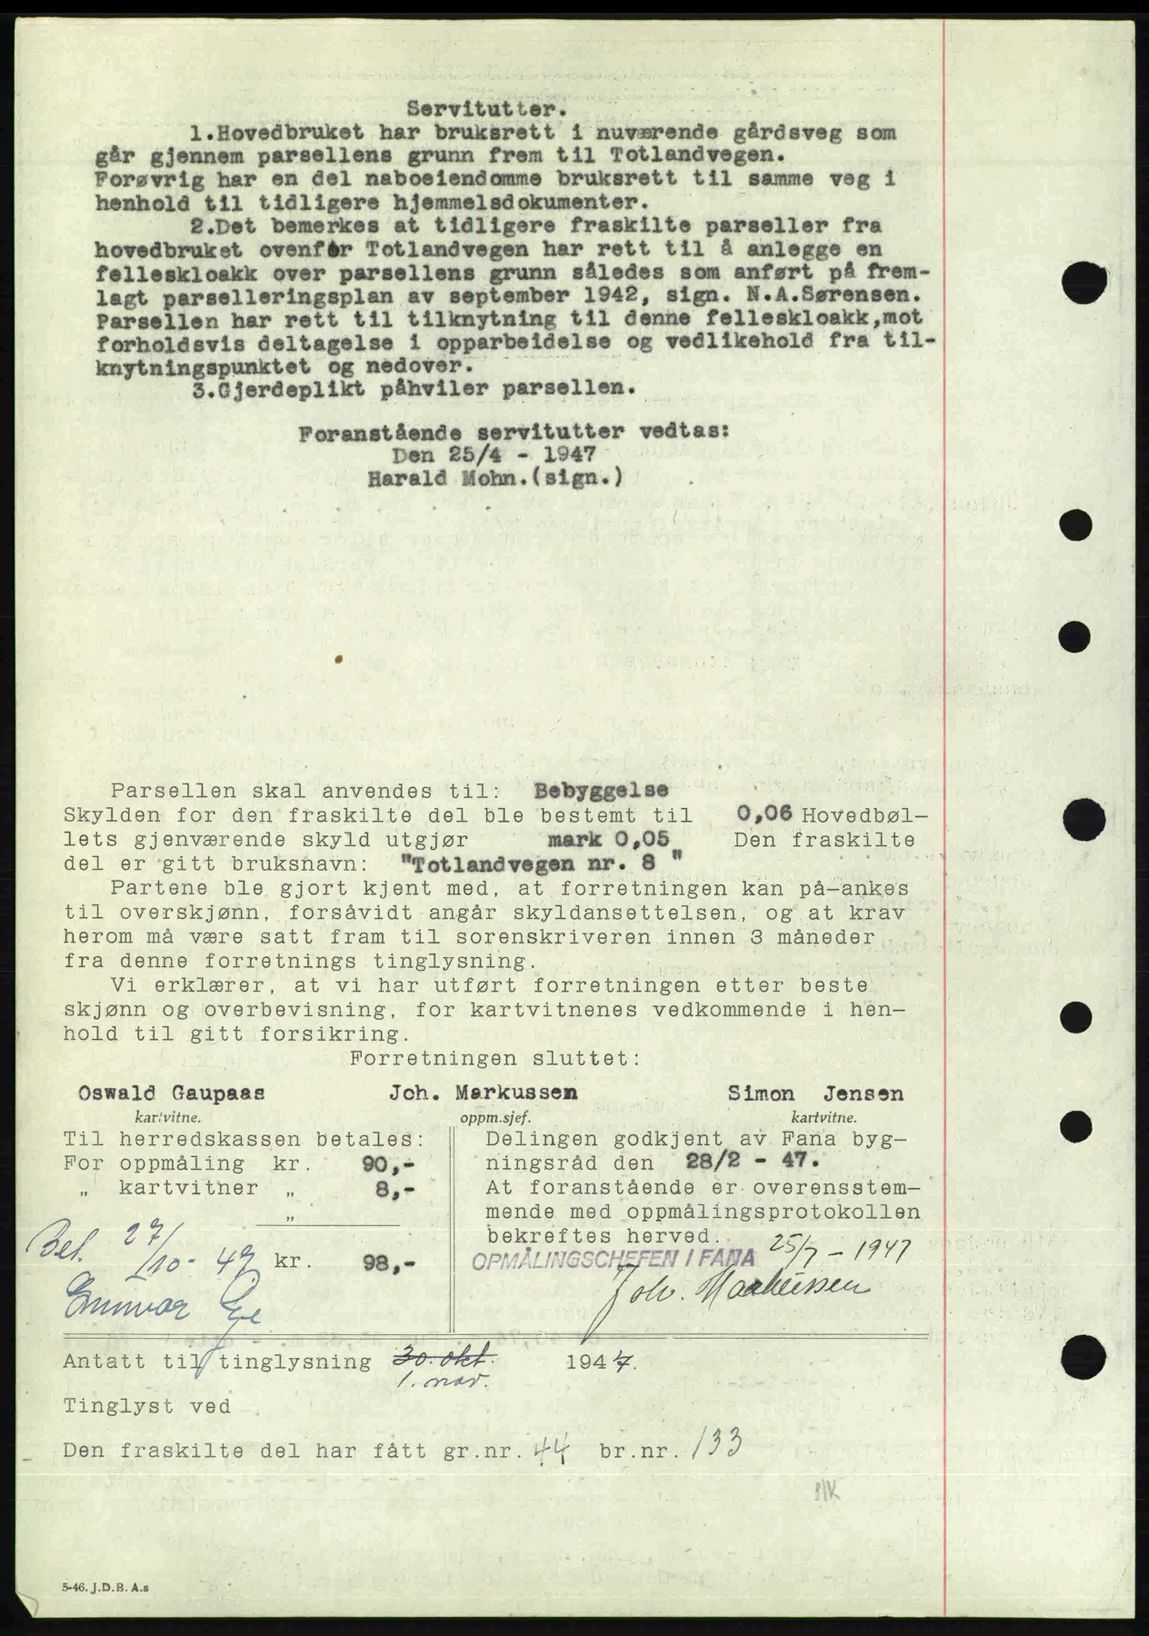 Servitutter.
1.Hovedbruket har bruksrett i nuværende gårdsveg som
går gjennem parsellens grunn frem til Totlandvegen.
Forøvrig har en del naboeiendomme bruksrett til samme veg i
henhold til tidligere hjemmelsdokumenter.
2.Det bemerkes at tidligere fraskilte parseller fra
hovedbruket ovenfor Totlandvegen har rett til å anlegge en
felleskloakk over parsellens grunn således som anført på frem-
lagt parselleringsplan av september 1942, sign. N.A.Sørensen.
Parsellen har rett til tilknytning til denne felleskloakk,mot
forholdsvis deltagelse i opparbeidelse og vedlikehold fra til-
knytningspunktet og nedover.
3.Gjerdeplikt påhviler parsellen.
Foranstående servitutter vedtas:
Den 25/4 - 1947
Harald Mohn.(sign.)
Parsellen skal anvendes til: Bebyggelse
Skylden for den fraskilte del ble bestemt til 0,06 Hovedbøl-
lets gjenværende skyld utgjør mark 0,05 Den fraskilte
del er gitt bruksnavn: "Totlandvegen nr. 8 "
Partene ble gjort kjent med, at forretningen kan på-ankes
til overskjønn, forsåvidt angår skyldansettelsen, og at krav
herom må være satt fram til sorenskriveren innen 3 måneder
fra denne forretnings tinglysning.
Vi erklærer, at vi har utført forretningen etter beste
skjønn og overbevisning, for kartvitnenes vedkommende i hen-
hold til gitt forsikring.
Forretningen sluttet:
Oswald Gaupaas Joh. Markussen Simon Jensen
kartvitne. oppm.sjef. kartvitne.
Til herredskassen betales:
For oppmåling kr. 90,-
„ kartvitner „ 8,-
„
Bet. 27/10-47 kr. 98,-
Gunvor
Delingen godkjent av Fana byg-
ningsråd den 28/2 - 47.
At foranstående er overensstem-
mende med oppmålingsprotokollen
bekreftes herved. 25/7 - 1947
OPMÅLINGSCHEFEN I FANA
Joh. Markussen
Antatt til tinglysning 30. okt. 1947.
1. nov.
Tinglyst ved
Den fraskilte del har fått gr.nr. 44 br.nr. 133
5-46. J.D.B. A.s